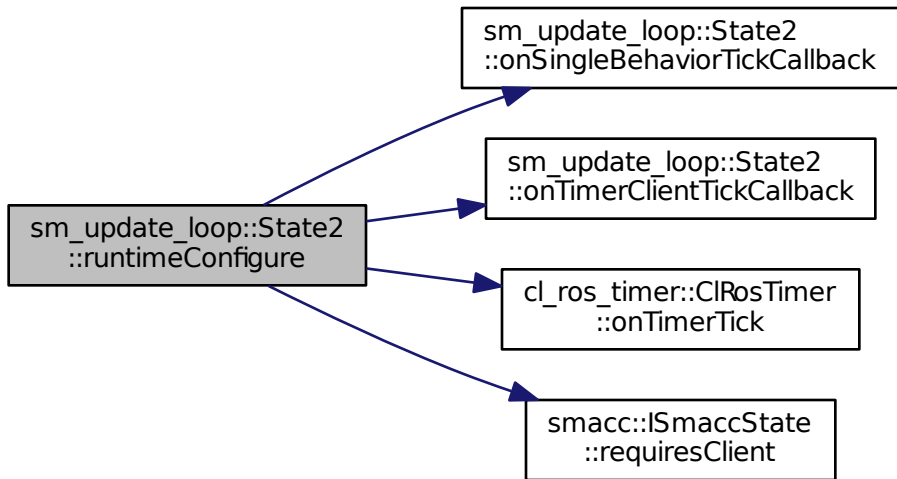 sm_update_loop::State2
::onSingleBehaviorTickCallback
sm_update_loop::State2
::onTimerClientTickCallback
sm_update_loop::State2
::runtimeConfigure
cl_ros_timer::ClRosTimer
::onTimerTick
smacc::ISmaccState
::requiresClient